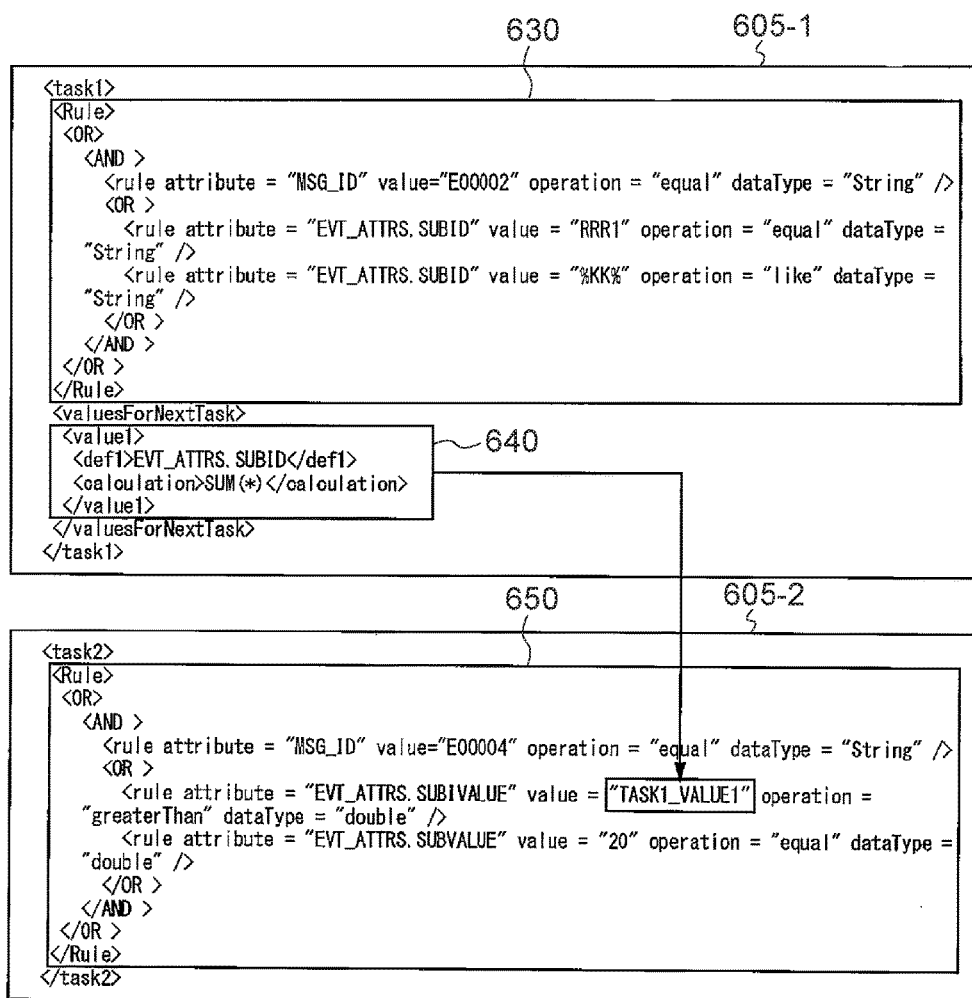 630
605-1
<task1>
<Rule>
<OR>
<AND >
<rule attribute = "MSG_ID" value="E00002" operation = "equal" dataType = "String" />
<OR >
<rule attribute = "EVT_ATTRS.SUBID" value = "RRR1" operation = "equal" dataType =
"String" />
<rule attribute = "EVT_ATTRS.SUBID" value = "%KK%" operation = "like" dataType =
"String" />
</OR >
</AND >
</OR >
</Rule>
<valuesForNextTask>
<value1>
640
<def1>EVT_ATTRS.SUBID</def1>
<calculation>SUM(*)</calculation>
</value1>
</valuesForNextTask>
</task1>
650
605-2
<task2>
<Rule>
<OR>
<AND >
<rule attribute = "MSG_ID" value="E00004" operation = "equal" dataType = "String" />
<OR >
<rule attribute = "EVT_ATTRS.SUBIVALUE" value = "TASK1_VALUE1" operation =
"greaterThan" dataType = "double" />
<rule attribute = "EVT_ATTRS.SUBVALUE" value = "20" operation = "equal" dataType =
"double" />
</OR >
</AND >
</OR >
</Rule>
</task2>